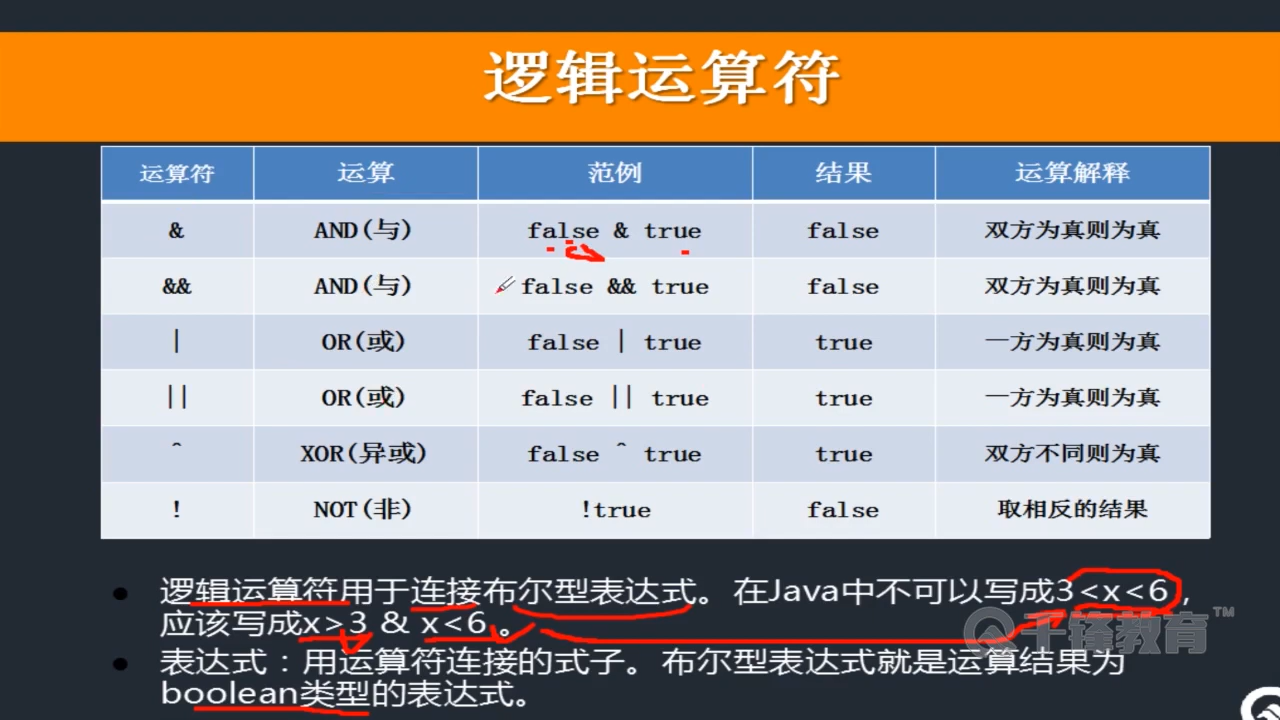 逻辑运算符
运算符 运算 范例 结果 运算解释
& AND(与) false & true false 双方为真则为真
&& AND(与) false && true false 双方为真则为真
| OR(或) false | true true 一方为真则为真
|| OR(或) false || true true 一方为真则为真
^ XOR(异或) false ^ true true 双方不同则为真
! NOT(非) !true false 取相反的结果
逻辑运算符用于连接布尔型表达式。在Java中不可以写成3<x<6,
应该写成x>3 & x<6 。
千锋教育™
表达式：用运算符连接的式子。布尔型表达式就是运算结果为
boolean类型的表达式。